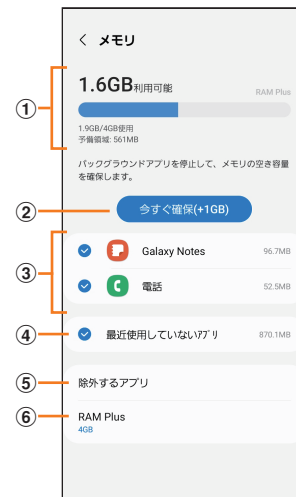 メモリ
1.6GB利用可能
RAM Plus
1.9GB/4GB使用
予備領域: 561MB
バックグラウンドアプリを停止して、メモリの空き容量
を確保します。
今すぐ確保(+1GB)
Galaxy Notes 96.7MB
電話 52.5MB
最近使用していないアプリ 870.1MB
除外するアプリ
RAM Plus
4GB
①
②
③
④
⑤
⑥